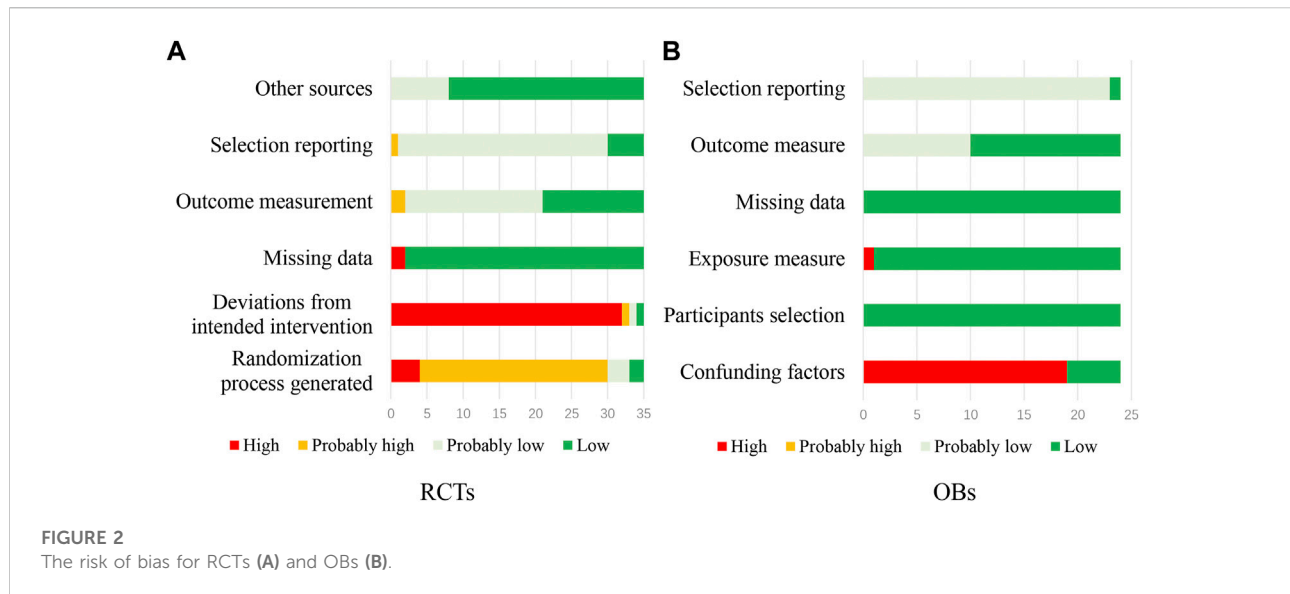 A
Other sources
Selection reporting
Outcome measurement
Missing data
Deviations from
intended intervention
Randomization
process generated
0 5 10 15 20 25 30 35
High Probably high Probably low Low
RCTs
B
Selection reporting
Outcome measure
Missing data
Exposure measure
Participants selection
Confunding factors
0 5 10 15 20 25
High Probably high Probably low Low
OBs
FIGURE 2
The risk of bias for RCTs (A) and OBs (B).